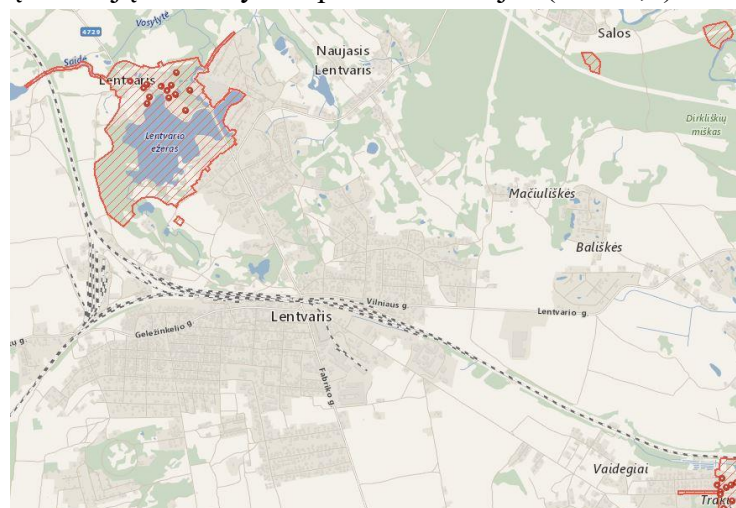 Vosylytė
4729
Saidė
Lentvaris
Naujasis
Lentvaris
Salos
Lentvario
ežeras
Dirkliškių
miškas
Mačiuliškės
Bališkės
Vilniaus g.
Lentvario g.
Lentvaris
Geležinkelio g.
Fabriko g.
Vaidegiai